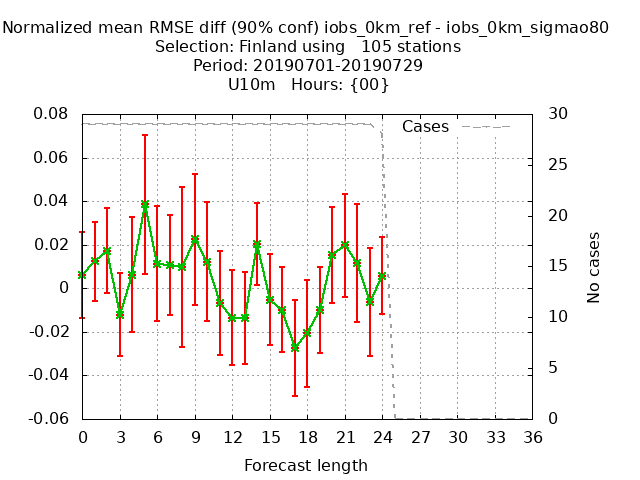 Normalized mean RMSE diff (90% conf) iobs_0km_ref - iobs_0km_sigmao80
Selection: Finland using   105 stations
Period: 20190701-20190729
U10m   Hours: {00}
Cases
0.08
0.06
0.04
0.02
0
-0.02
-0.04
-0.06
30
25
20
15
10
5
0
No cases
0 3 6 9 12 15 18 21 24 27 30 33 36
Forecast length